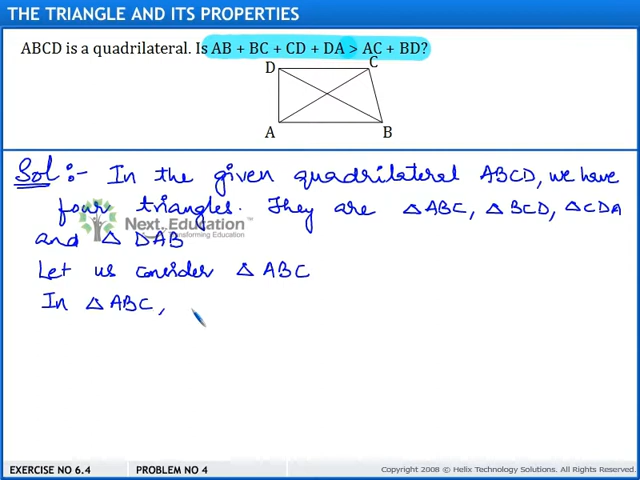 THE TRIANGLE AND ITS PROPERTIES
ABCD is a quadrilateral. Is AB + BC + CD + DA > AC + BD?
D C
A B
Sol :- In the given quadrilateral ABCD, we have
four triangles. They are △ABC, △BCD, △CDA
and △DAB
Next.Education
Transforming Education
Let us consider △ABC
In △ABC,
EXERCISE NO 6.4 PROBLEM NO 4 Copyright 2008 © Helix Technology Solutions. All Rights Reserved.